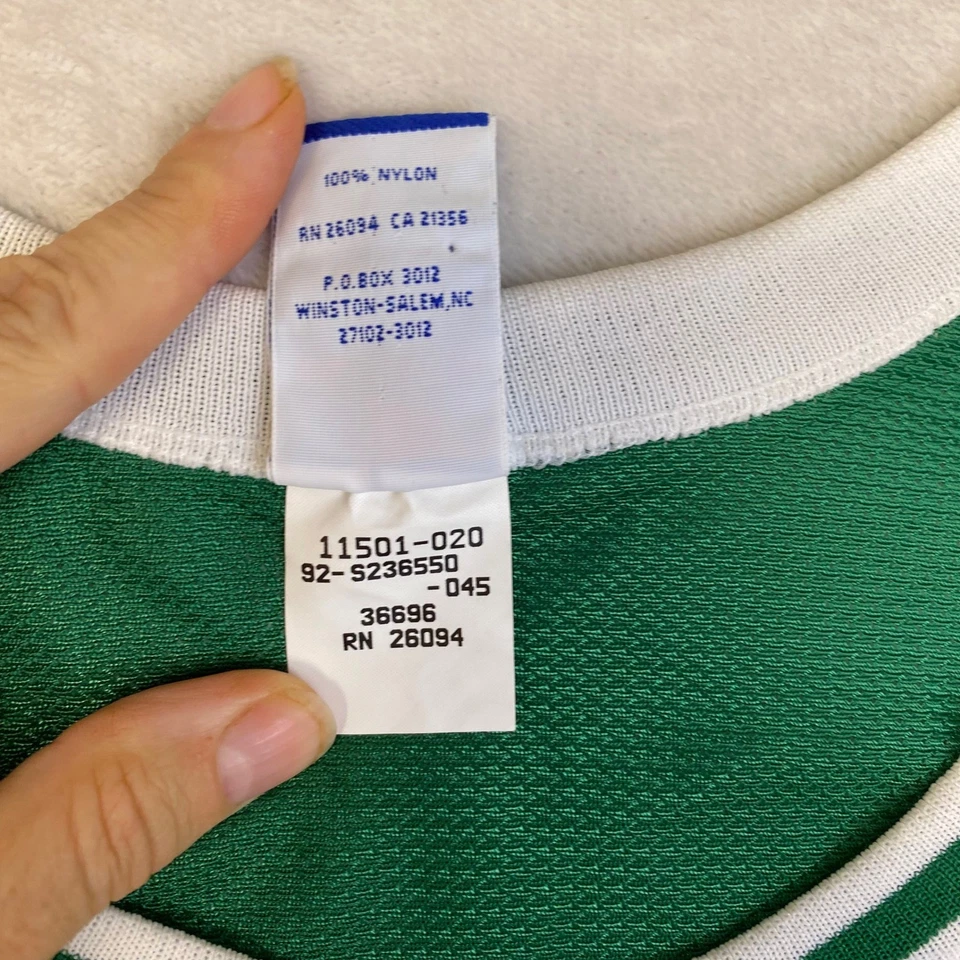 100% NYLON
RN 26094 CA 21356
P.O.BOX 3012
WINSTON-SALEM,NC
27102-3012
11501-020
92-S236550
-045
36696
RN 26094